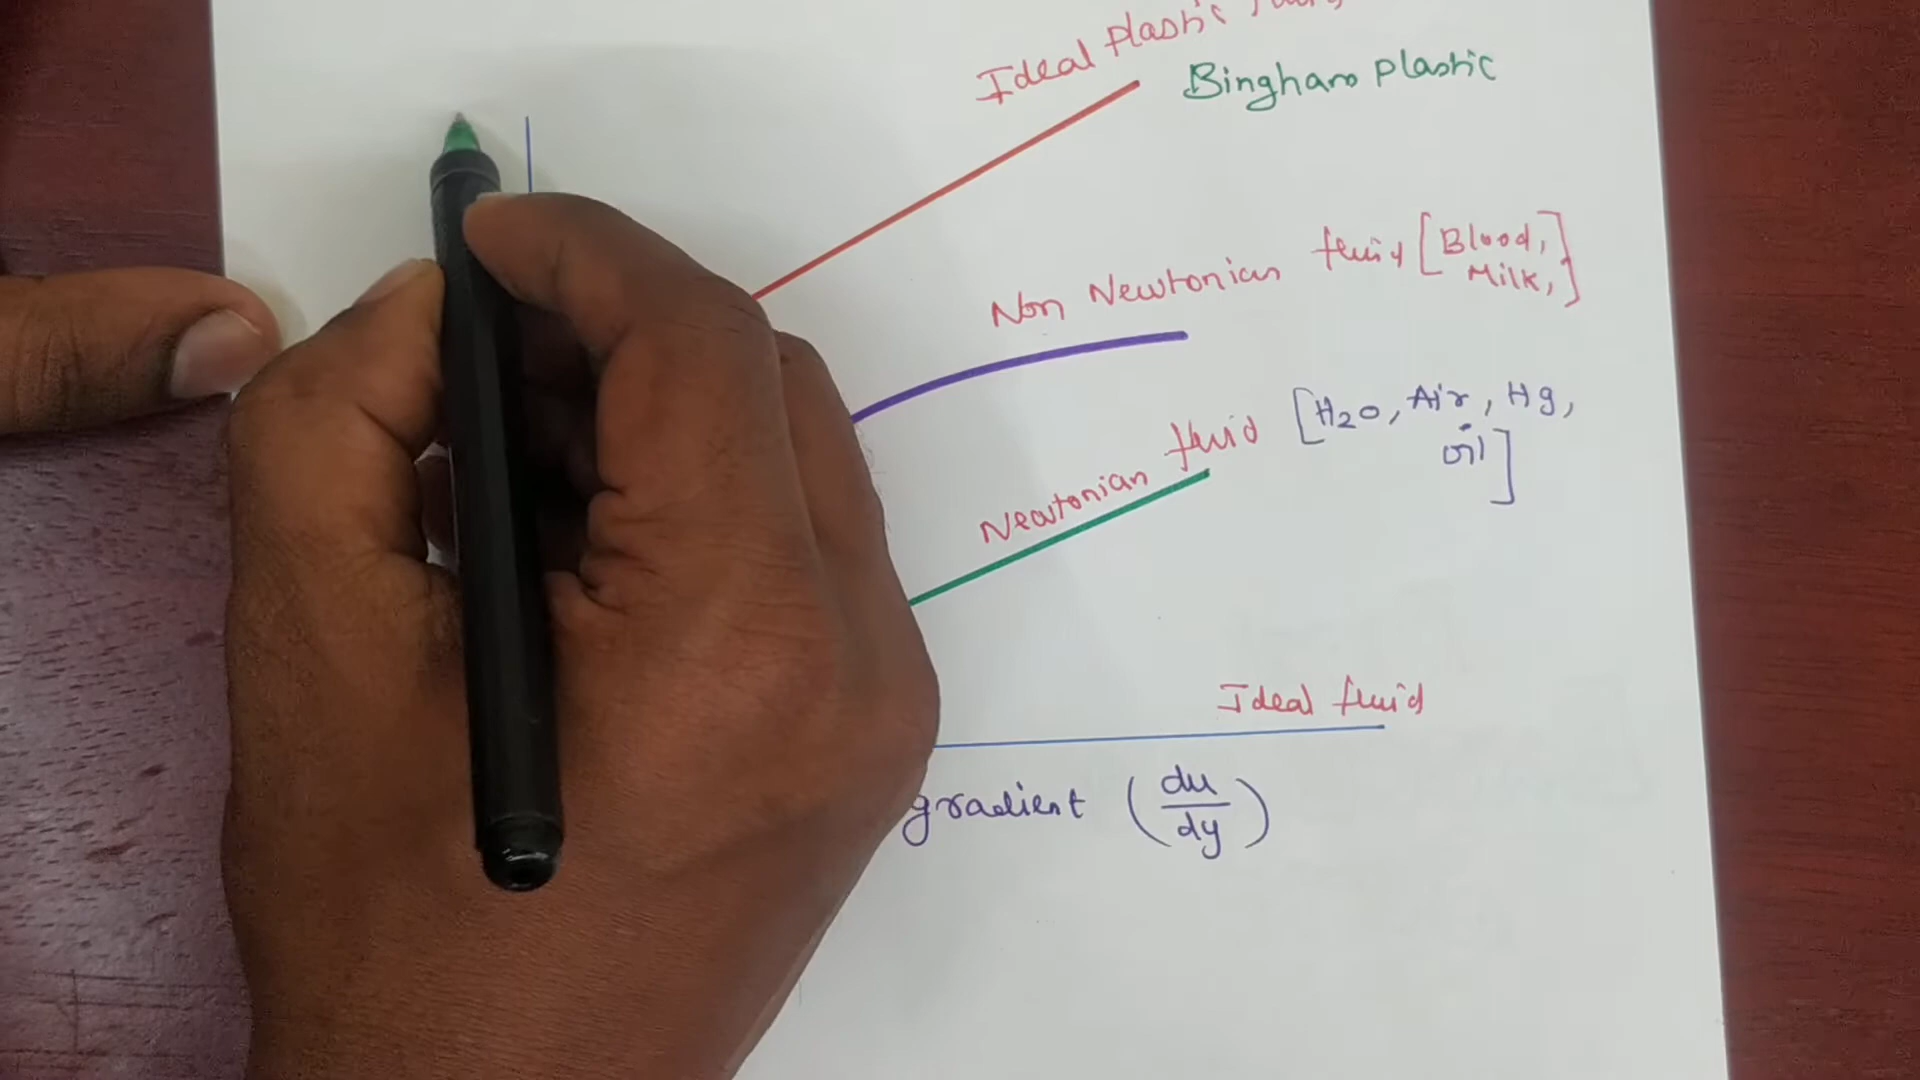 Ideal Plastic
Bingham Plastic
Non Newtonian fluid [Blood,
Milk,]
Newtonian fluid [H2O, Air, Hg,
oil]
Ideal fluid
gradient (du/dy)